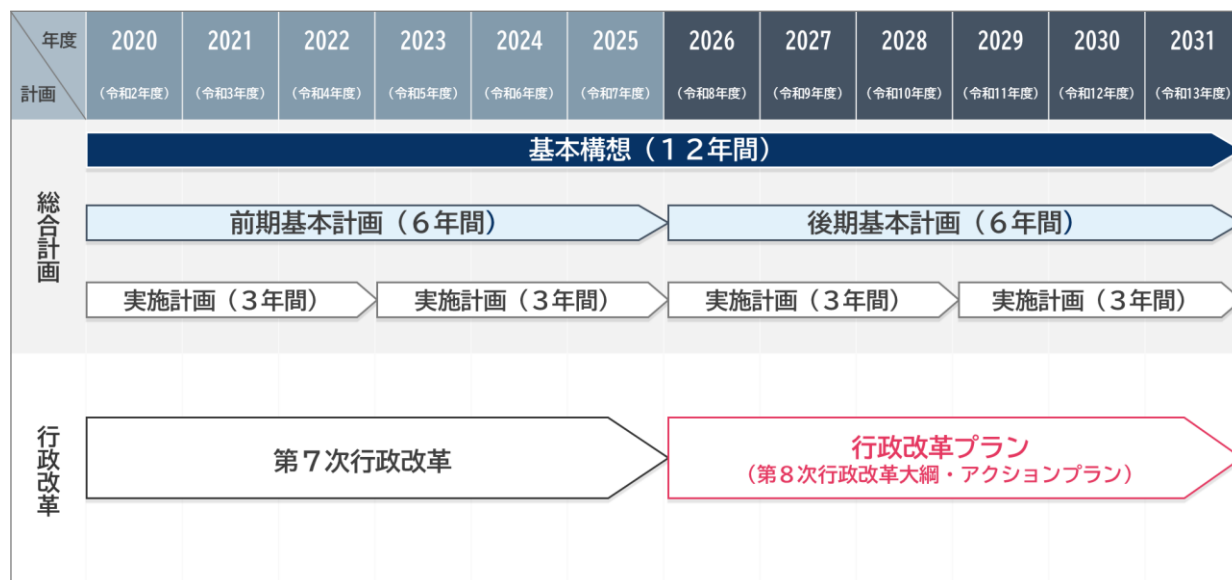 年度
2020
2021
2022
2023
2024
2025
2026
2027
2028
2029
2030
2031
計画
（令和2年度）
（令和3年度）
（令和4年度）
（令和5年度）
（令和6年度）
（令和7年度）
（令和8年度）
（令和9年度）
（令和10年度）
（令和11年度）
（令和12年度）
（令和13年度）
総合計画
基本構想（１２年間）
前期基本計画（６年間）
後期基本計画（６年間）
実施計画（３年間）
実施計画（３年間）
実施計画（３年間）
実施計画（３年間）
行政改革
第７次行政改革
行政改革プラン
（第８次行政改革大綱・アクションプラン）